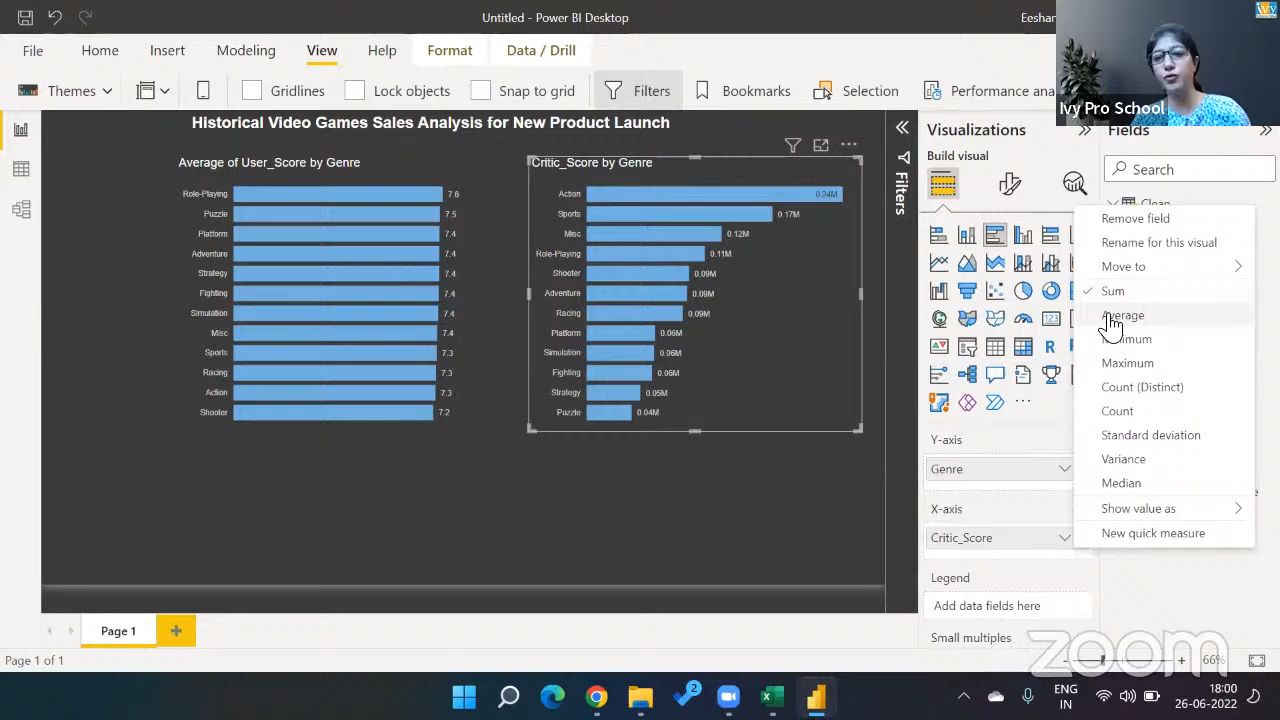 Untitled - Power BI Desktop
Eeshan
Ivy Pro School
File
Home
Insert
Modeling
View
Help
Format
Data / Drill
Themes
Gridlines
Lock objects
Snap to grid
Filters
Bookmarks
Selection
Performance ana
Historical Video Games Sales Analysis for New Product Launch
Average of User_Score by Genre
Role-Playing 7.6
Puzzle 7.5
Platform 7.4
Adventure 7.4
Strategy 7.4
Fighting 7.4
Simulation 7.4
Misc 7.4
Sports 7.3
Racing 7.3
Action 7.3
Shooter 7.2
Critic_Score by Genre
Action 0.24M
Sports 0.17M
Misc 0.12M
Role-Playing 0.11M
Shooter 0.09M
Adventure 0.09M
Racing 0.09M
Platform 0.06M
Simulation 0.06M
Fighting 0.06M
Strategy 0.05M
Puzzle 0.04M
Filters
Visualizations
Build visual
Fields
Search
Clean
Remove field
Rename for this visual
Move to
Sum
Average
Maximum
Count (Distinct)
Count
Standard deviation
Variance
Median
Show value as
New quick measure
Y-axis
Genre
X-axis
Critic_Score
Legend
Add data fields here
Small multiples
zoom
Page 1
Page 1 of 1
66%
2
ENG
IN
18:00
26-06-2022